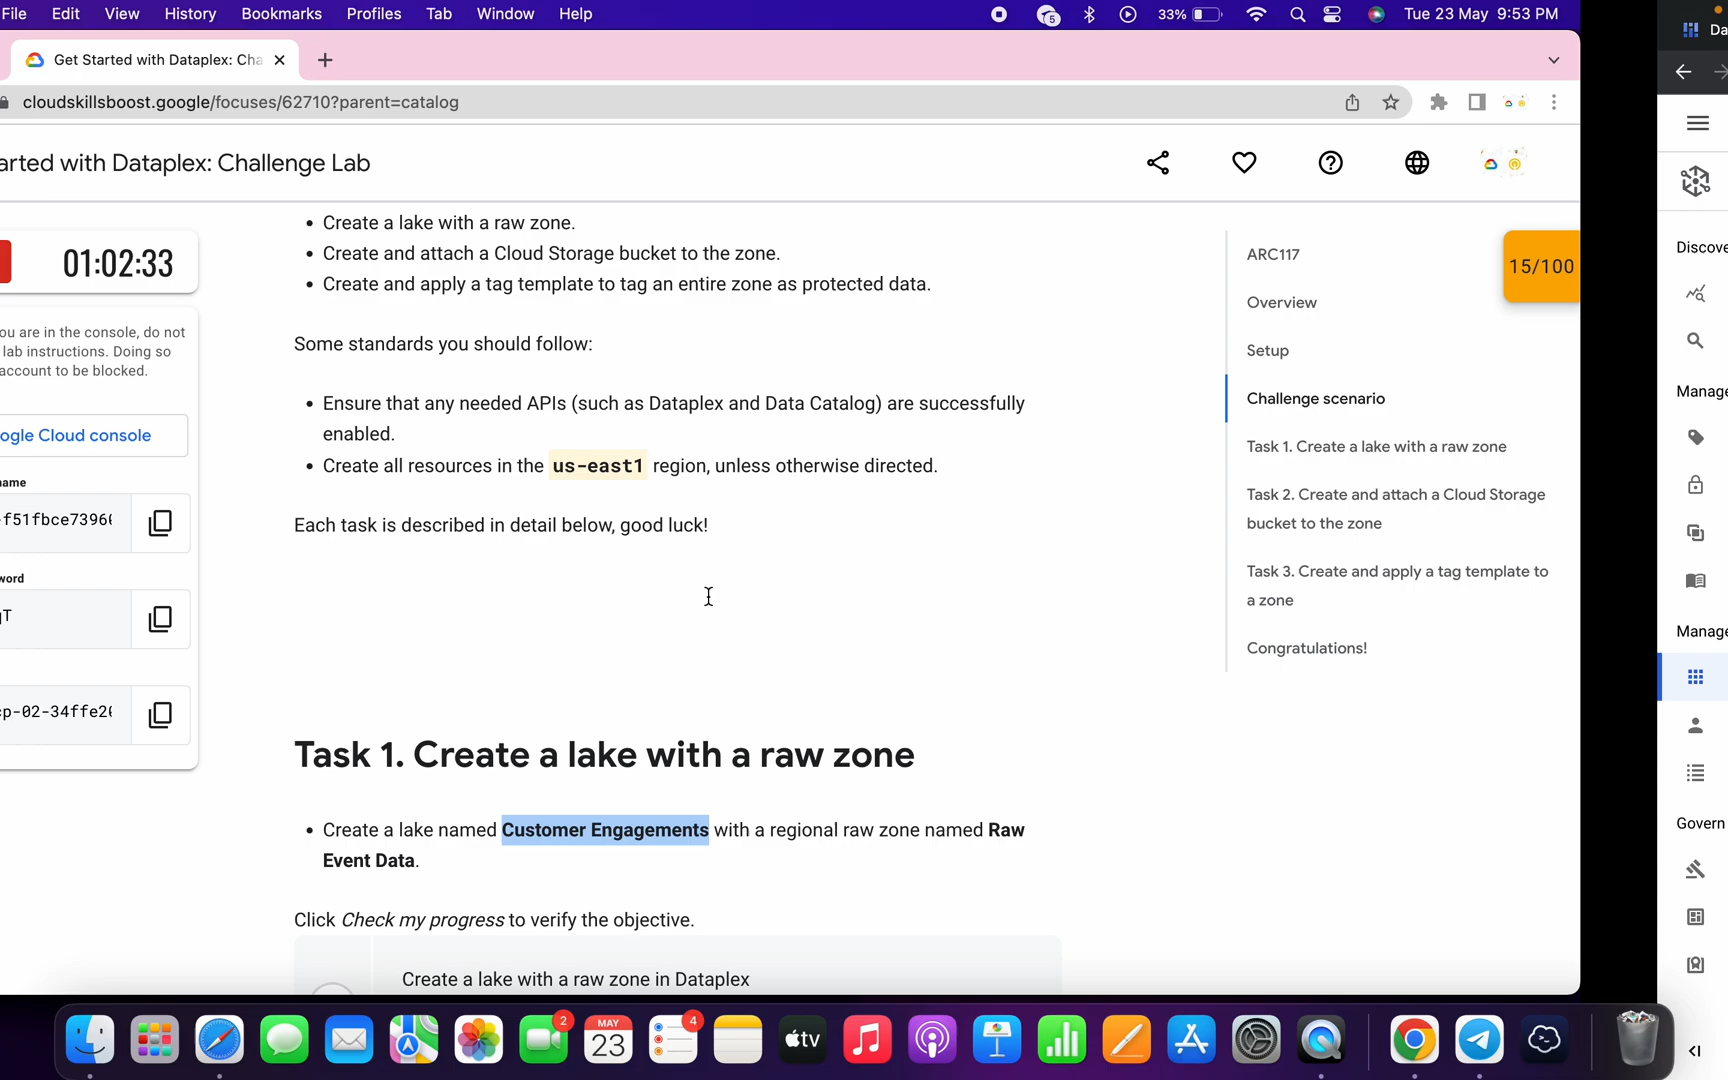 File Edit View History Bookmarks Profiles Tab Window Help 5 33% Tue 23 May 9:53 PM
Da
Get Started with Dataplex: Cha
cloudskillsboost.google/focuses/62710?parent=catalog
arted with Dataplex: Challenge Lab
01:02:33
ou are in the console, do not
lab instructions. Doing so
account to be blocked.
ogle Cloud console
ame
f51fbce7396
word
T
p-02-34ffe2
• Create a lake with a raw zone.
• Create and attach a Cloud Storage bucket to the zone.
• Create and apply a tag template to tag an entire zone as protected data.
Some standards you should follow:
• Ensure that any needed APIs (such as Dataplex and Data Catalog) are successfully
enabled.
• Create all resources in the us-east1 region, unless otherwise directed.
Each task is described in detail below, good luck!
Task 1. Create a lake with a raw zone
• Create a lake named Customer Engagements with a regional raw zone named Raw
Event Data.
Click Check my progress to verify the objective.
Create a lake with a raw zone in Dataplex
ARC117
Overview
Setup
Challenge scenario
Task 1. Create a lake with a raw zone
Task 2. Create and attach a Cloud Storage
bucket to the zone
Task 3. Create and apply a tag template to
a zone
Congratulations!
15/100
Discove
Manage
Manage
Govern
2
MAY
23
4
tv